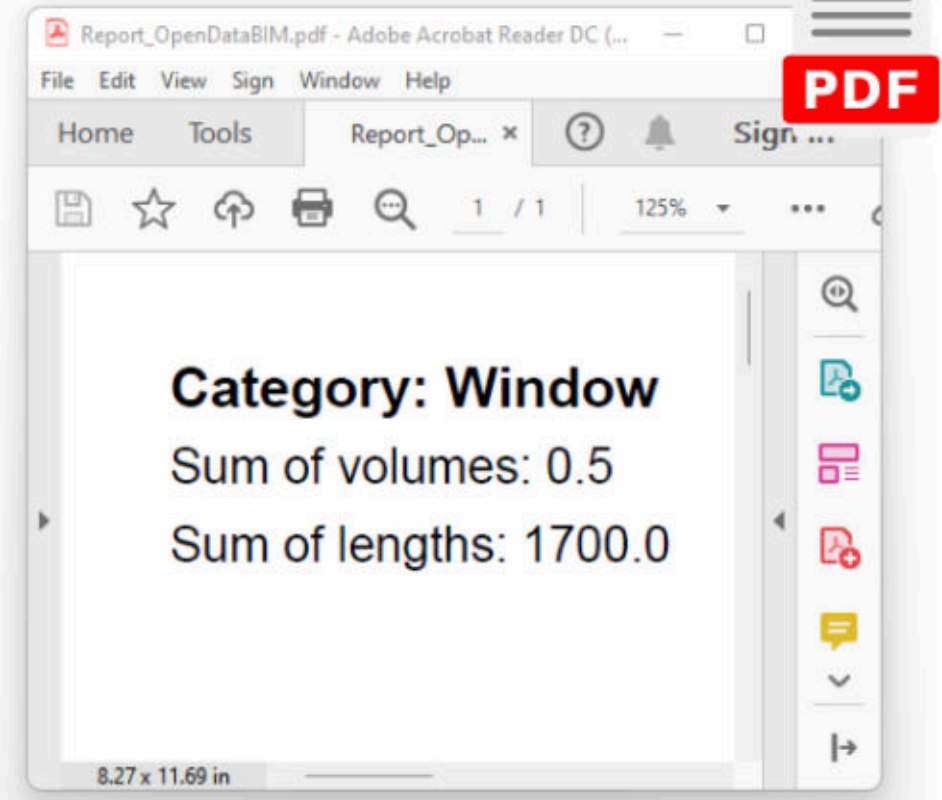 Report_OpenDataBIM.pdf - Adobe Acrobat Reader DC (...
PDF
File Edit View Sign Window Help
Home Tools Report_Op... × ? Sign ...
1 / 1 125% ▾ •••
Category: Window
Sum of volumes: 0.5
Sum of lengths: 1700.0
8.27 x 11.69 in